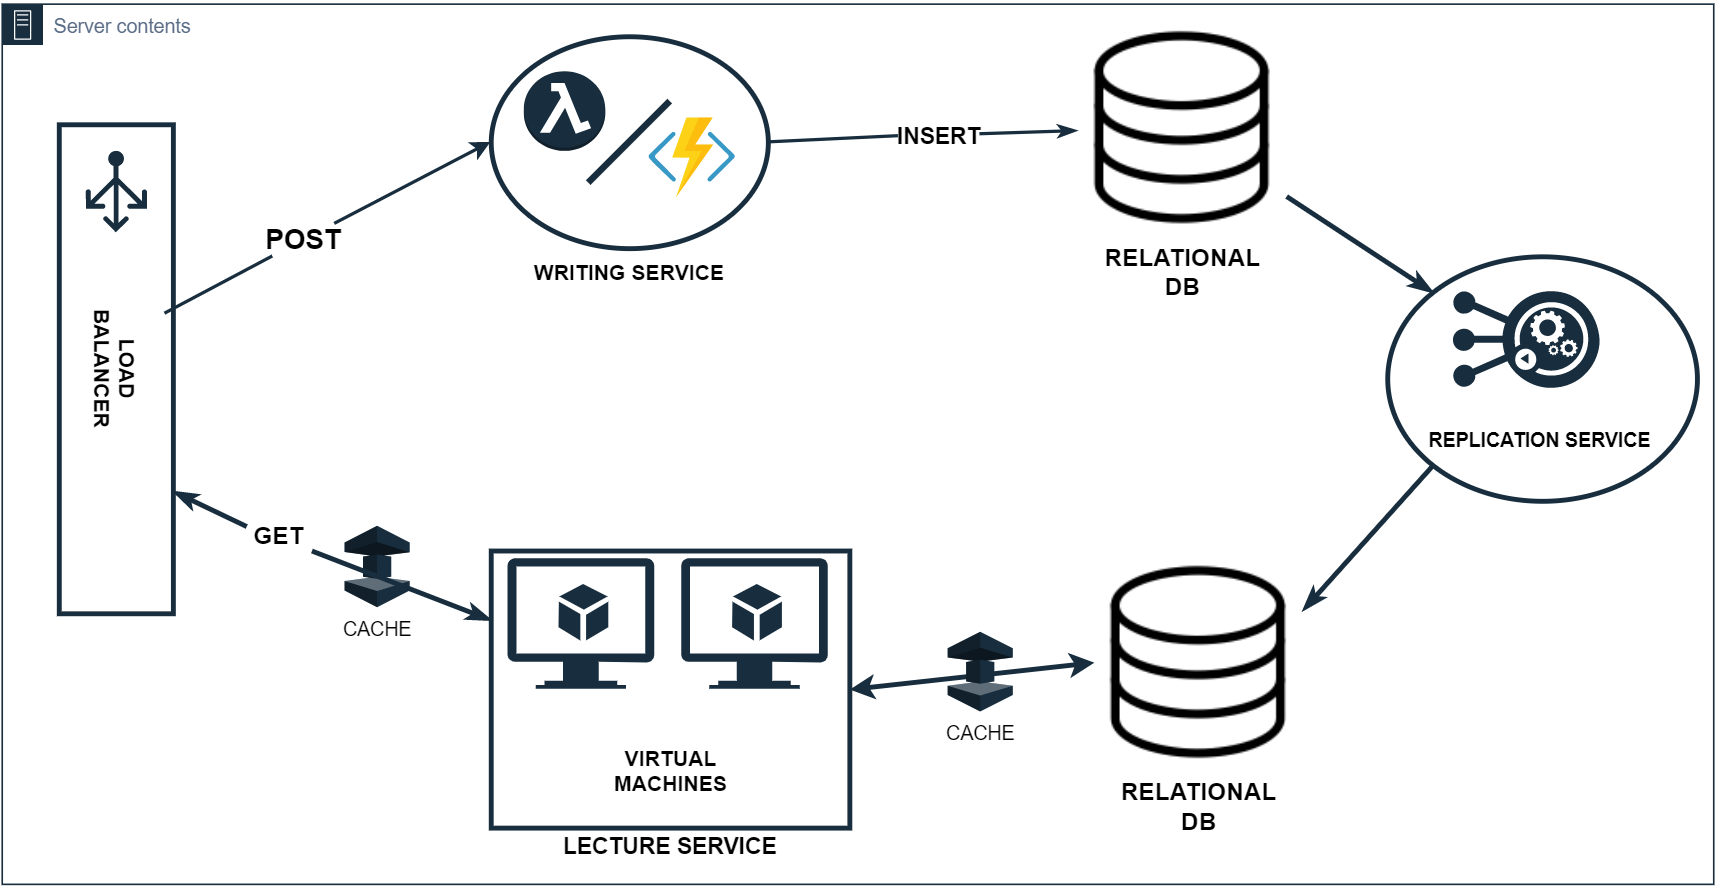 Server contents
LOAD
BALANCER
POST
WRITING SERVICE
INSERT
RELATIONAL
DB
REPLICATION SERVICE
GET
CACHE
VIRTUAL
MACHINES
LECTURE SERVICE
CACHE
RELATIONAL
DB